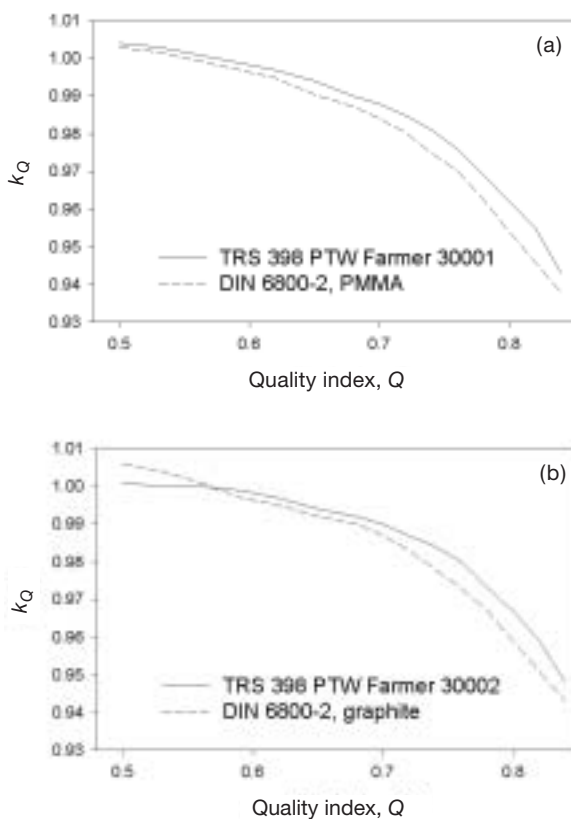 1.01
(a)
1.00
0.99
0.98
kQ
0.97
0.96
0.95
TRS 398 PTW Farmer 30001
0.94
DIN 6800-2, PMMA
0.93
0.5 0.6 0.7 0.8
Quality index, Q
1.01
(b)
1.00
0.99
0.98
kQ
0.97
0.96
0.95
TRS 398 PTW Farmer 30002
0.94
DIN 6800-2, graphite
0.93
0.5 0.6 0.7 0.8
Quality index, Q